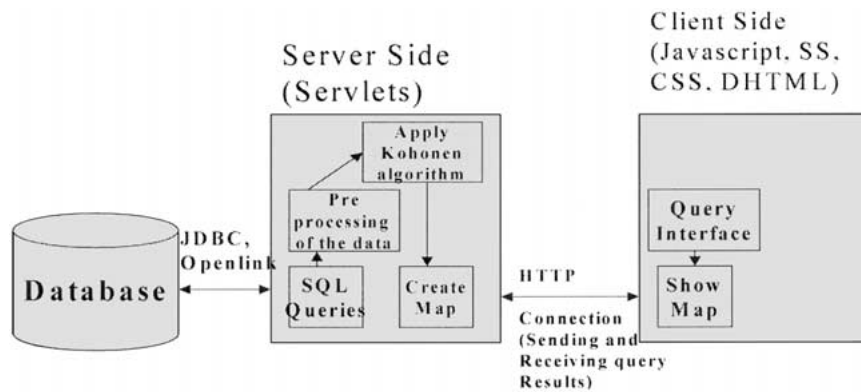 Server Side
(Servlets)
Client Side
(Javascript, SS,
CSS, DHTML)
Apply
Kohonen
algorithm
Pre
processing
of the data
SQL
Queries
Create
Map
JDBC,
Openlink
Database
HTTP
Connection
(Sending and
Receiving query
Results)
Query
Interface
Show
Map